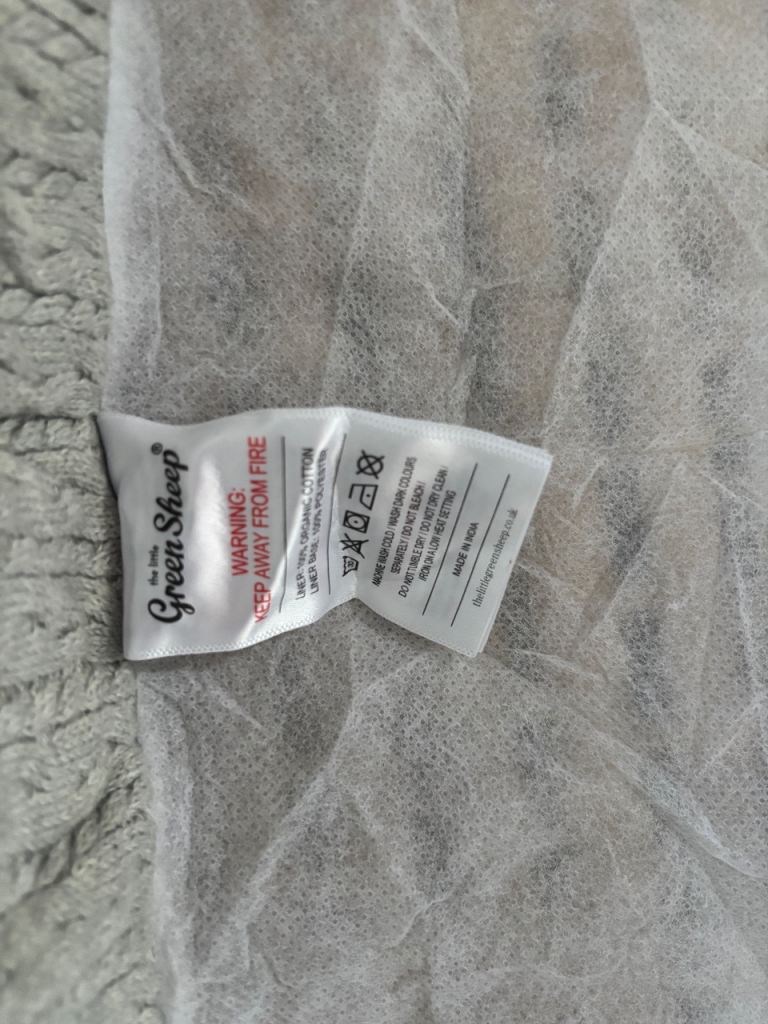 the little
Green Sheep®
WARNING:
KEEP AWAY FROM FIRE
LINER: 100% ORGANIC COTTON
LINER BASE: 100% POLYESTER
MACHINE WASH COLD / WASH DARK COLOURS
SEPARATELY / DO NOT BLEACH /
DO NOT TUMBLE DRY / DO NOT DRY CLEAN /
IRON ON A LOW HEAT SETTING
MADE IN INDIA
thelittlegreensheep.co.uk